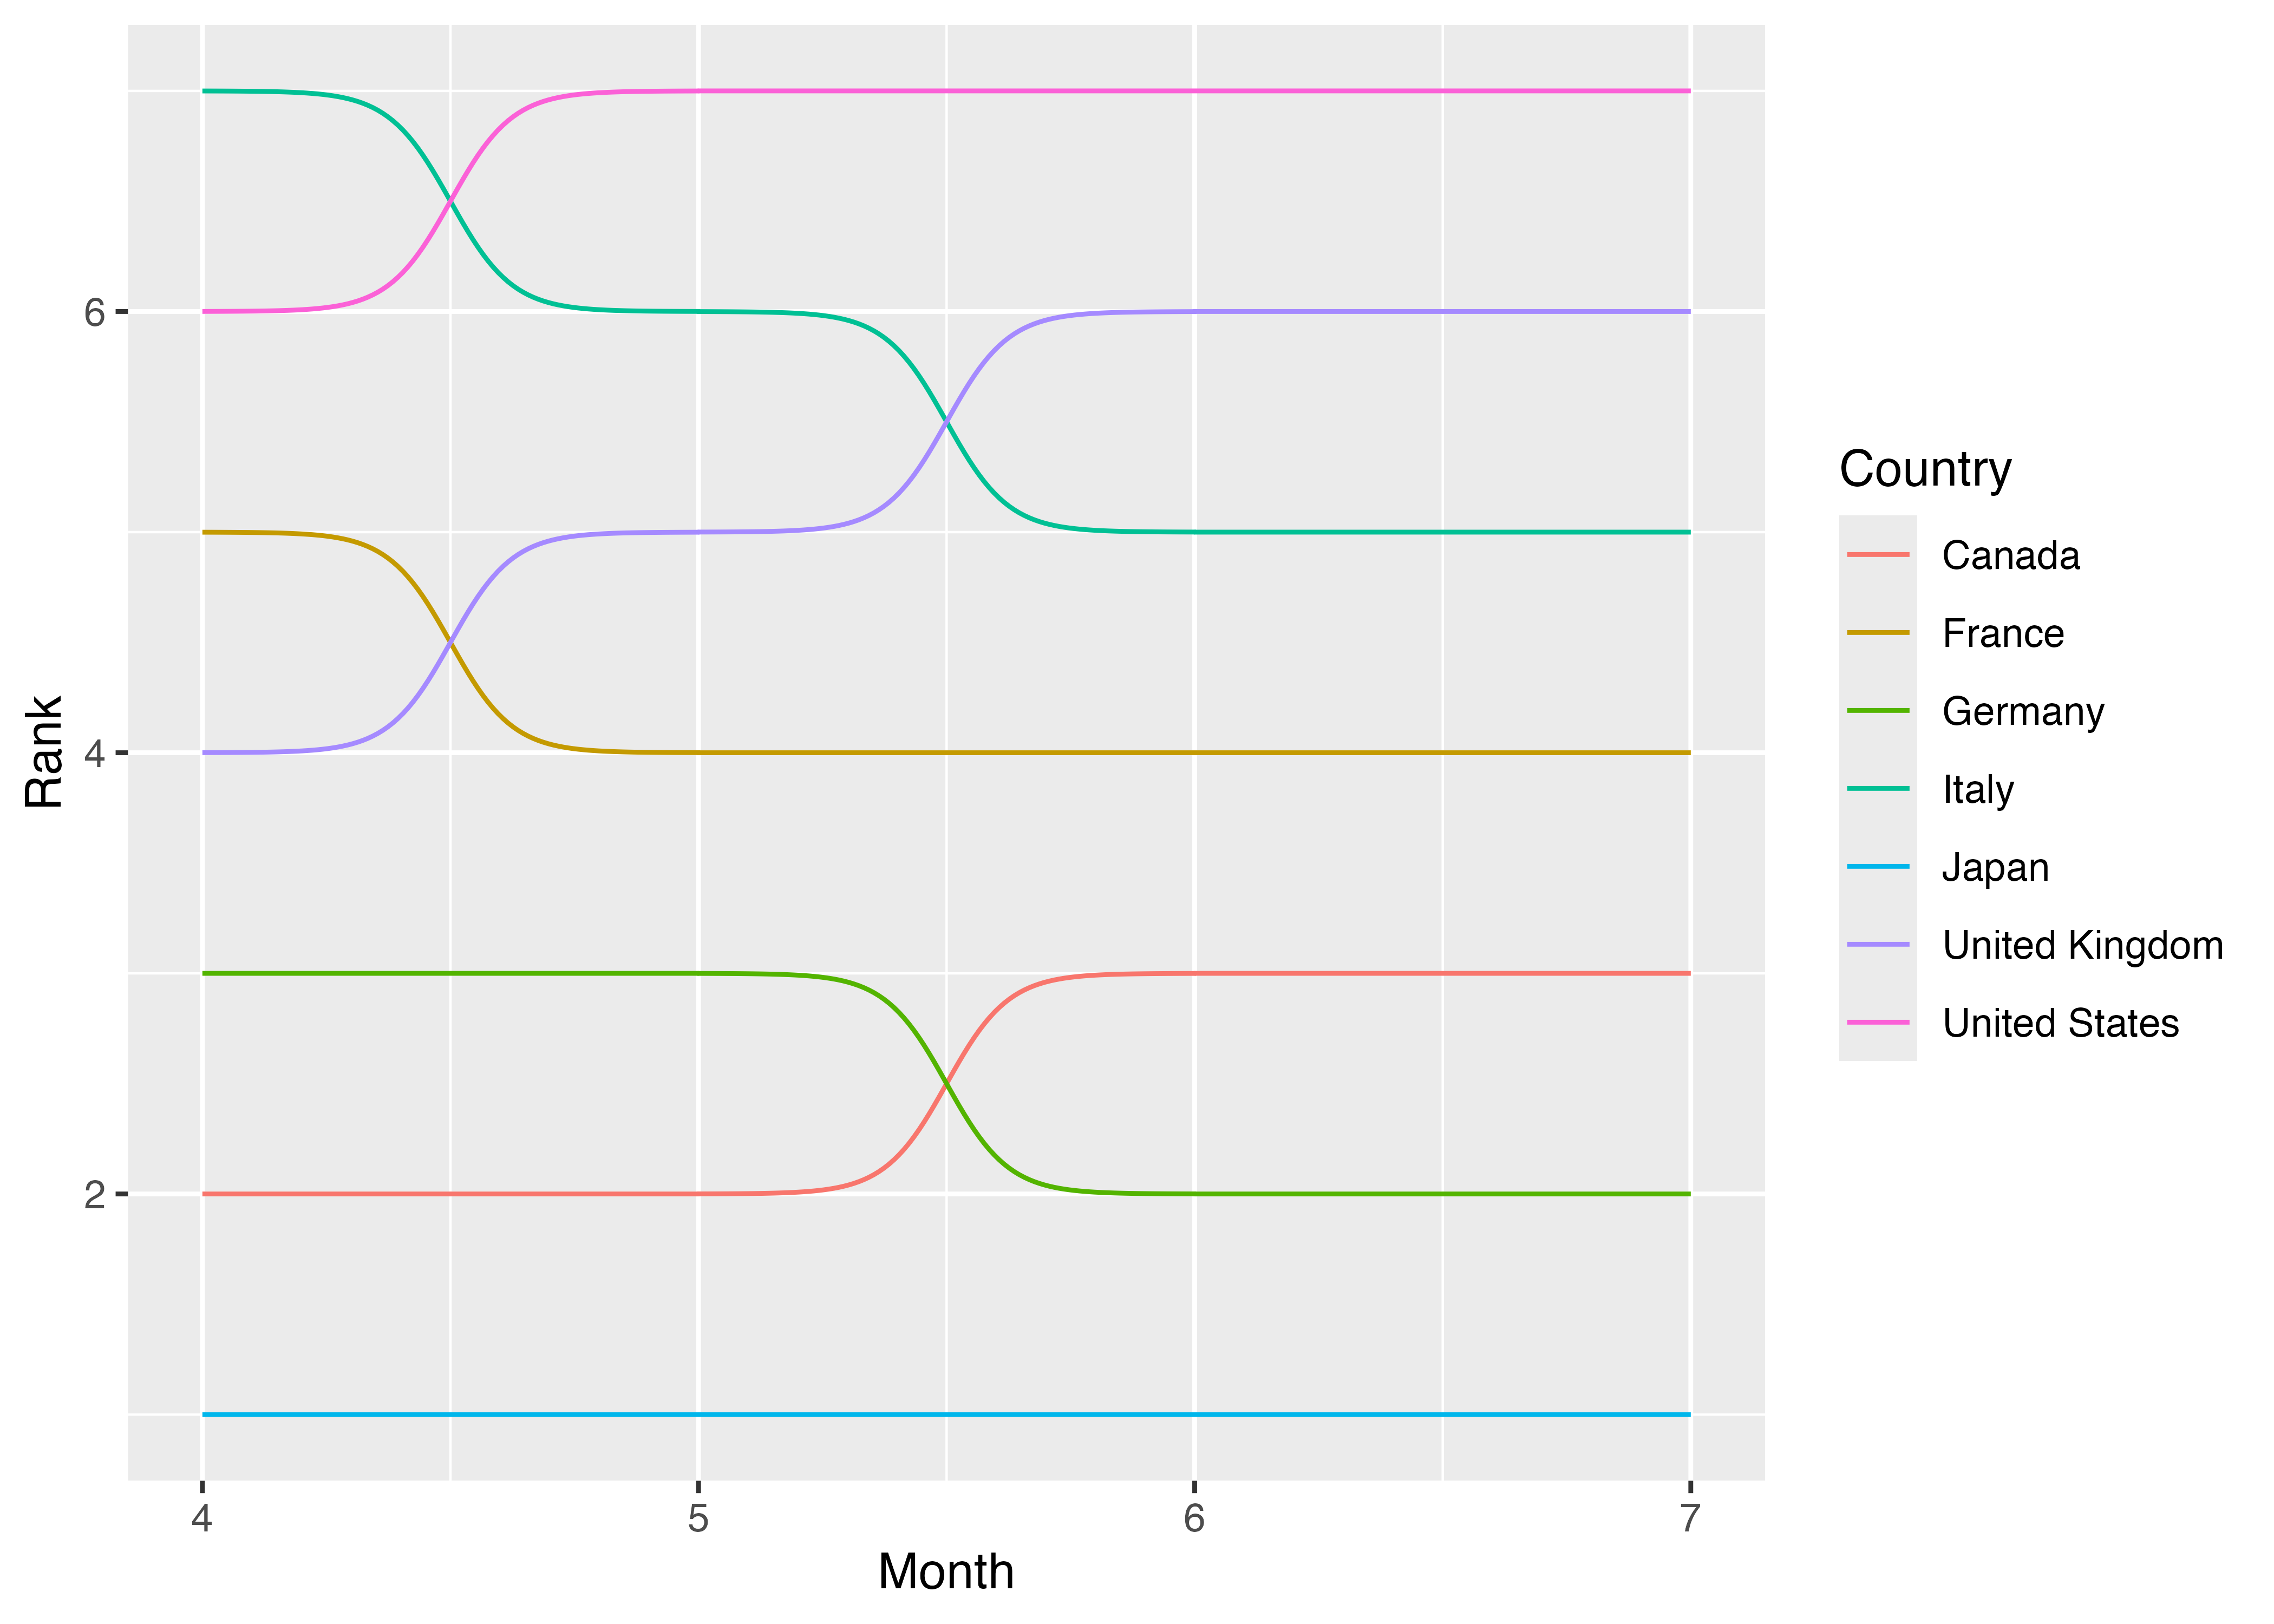 6
4
2
Rank
4 5 6 7
Month
Country
Canada
France
Germany
Italy
Japan
United Kingdom
United States